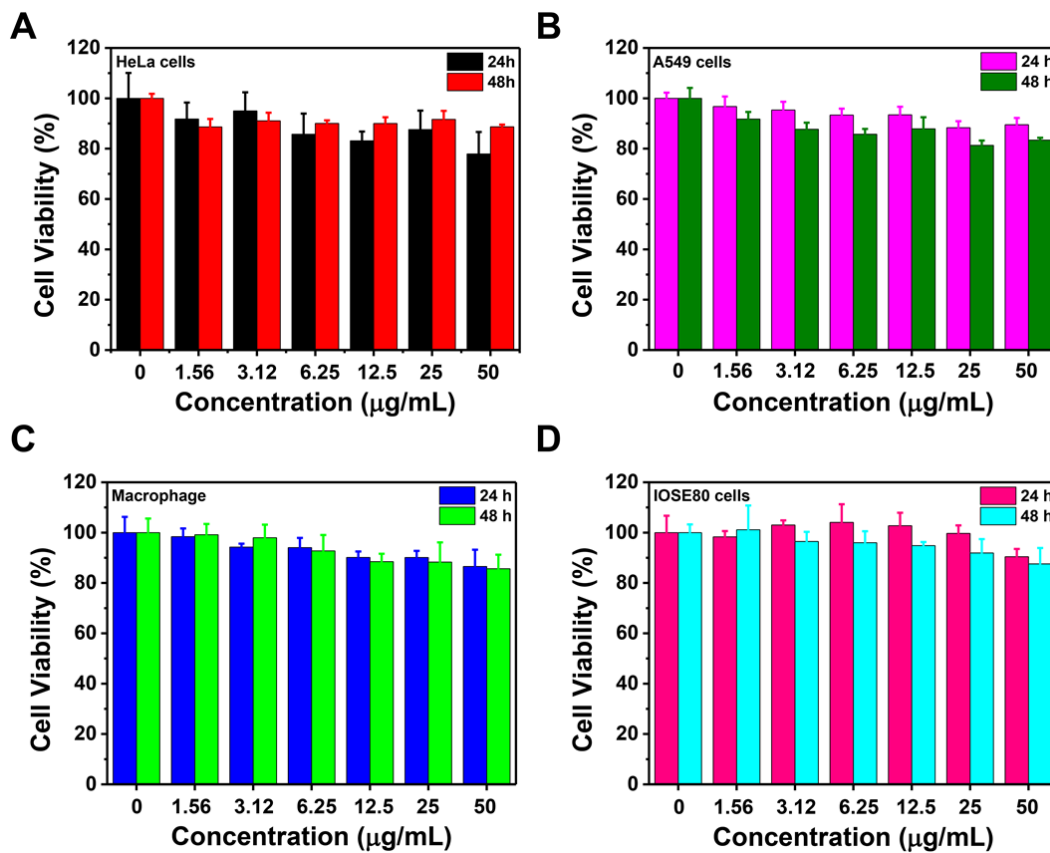 A
HeLa cells
24h
48h
120
100
80
60
40
20
0
Cell Viability (%)
0 1.56 3.12 6.25 12.5 25 50
Concentration (μg/mL)
B
A549 cells
24 h
48 h
120
100
80
60
40
20
0
Cell Viability (%)
0 1.56 3.12 6.25 12.5 25 50
Concentration (μg/mL)
C
Macrophage
24 h
48 h
120
100
80
60
40
20
0
Cell Viability (%)
0 1.56 3.12 6.25 12.5 25 50
Concentration (μg/mL)
D
IOSE80 cells
24 h
48 h
120
100
80
60
40
20
0
Cell Viability (%)
0 1.56 3.12 6.25 12.5 25 50
Concentration (μg/mL)